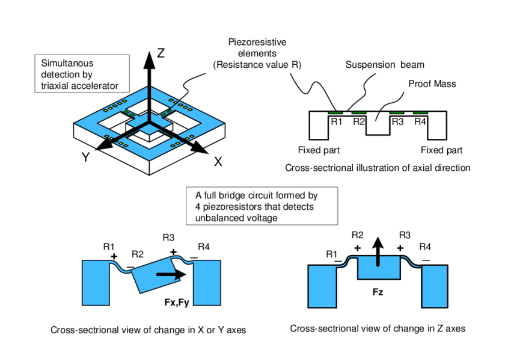 Simultanous
detection by
triaxial accelerator
Z
Y
X
Piezoresistive
elements
(Resistance value R)
Suspension beam
Proof Mass
R1 R2 R3 R4
Fixed part Fixed part
Cross-sectrional illustration of axial direction
A full bridge circuit formed by
4 piezoresistors that detects
unbalanced voltage
R1 R2 R3 R4
+ – + –
Fx,Fy
Cross-sectrional view of change in X or Y axes
R1 R2 R3 R4
– + + –
Fz
Cross-sectrional view of change in Z axes